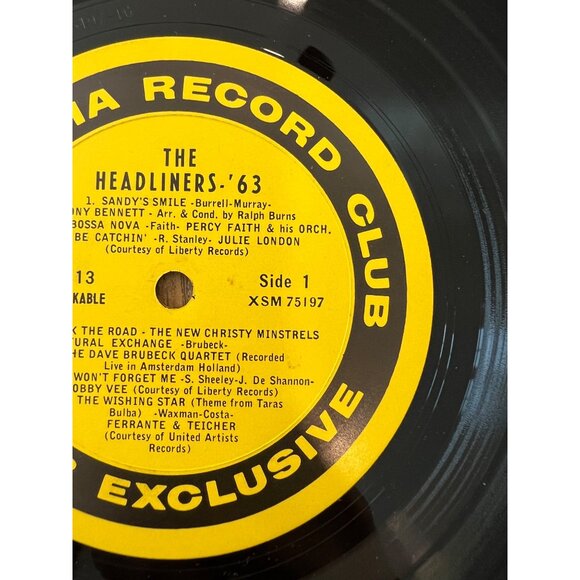 IA RECORD CLUB
THE
HEADLINERS-'63
1. SANDY'S SMILE -Burrell-Murray-
ONY BENNETT - Arr. & Cond. by Ralph Burns
BOSSA NOVA -Faith- PERCY FAITH & his ORCH.
BE CATCHIN' -R. Stanley- JULIE LONDON
(Courtesy of Liberty Records)
13
Side 1
KABLE
XSM 75197
K THE ROAD - THE NEW CHRISTY MINSTRELS
TURAL EXCHANGE -Brubeck-
HE DAVE BRUBECK QUARTET (Recorded
Live in Amsterdam Holland)
WON'T FORGET ME -S. Sheeley-J. De Shannon-
OBBY VEE (Courtesy of Liberty Records)
THE WISHING STAR (Theme from Taras
Bulba) -Waxman-Costa-
FERRANTE & TEICHER
(Courtesy of United Artists
Records)
EXCLUSIVE